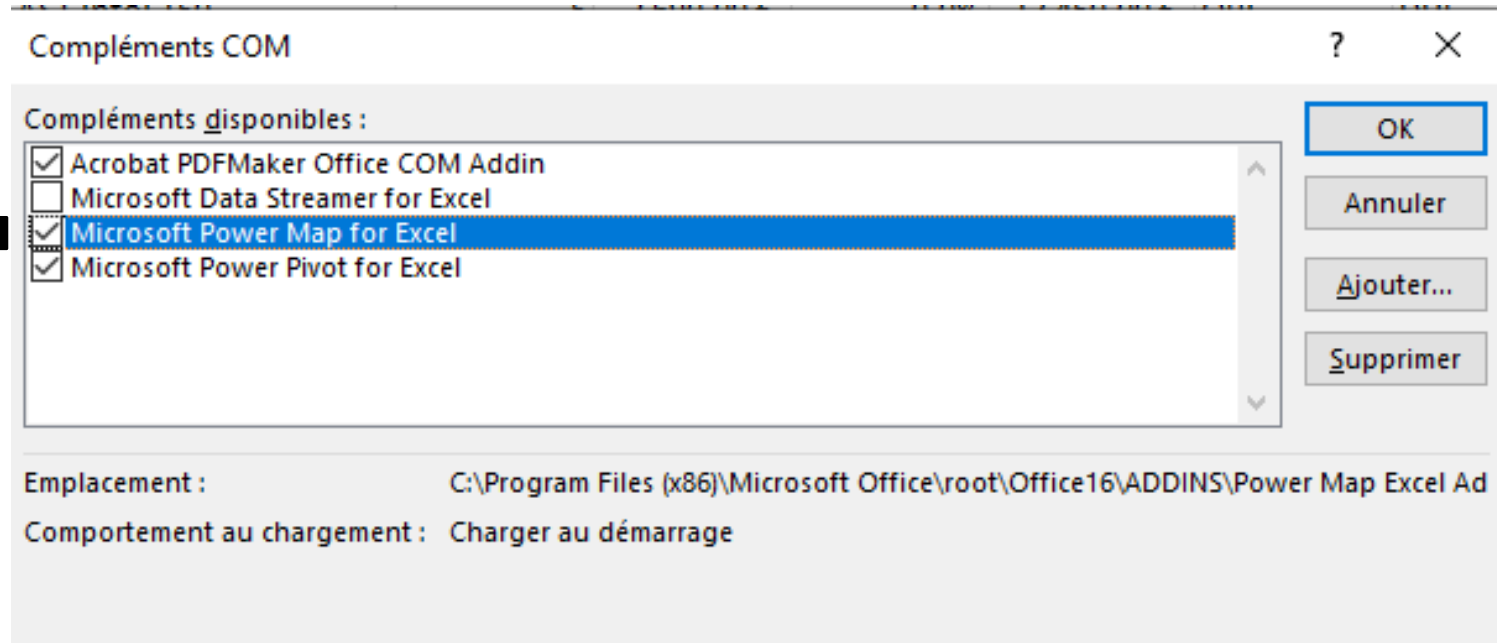 Compléments COM
?
Compléments disponibles :
OK
Acrobat PDFMaker Office COM Addin
Microsoft Data Streamer for Excel
Annuler
Microsoft Power Map for Excel
Microsoft Power Pivot for Excel
Ajouter...
Supprimer
Emplacement : C:\Program Files (x86)\Microsoft Office\root\Office16\ADDINS\Power Map Excel Ad
Comportement au chargement : Charger au démarrage